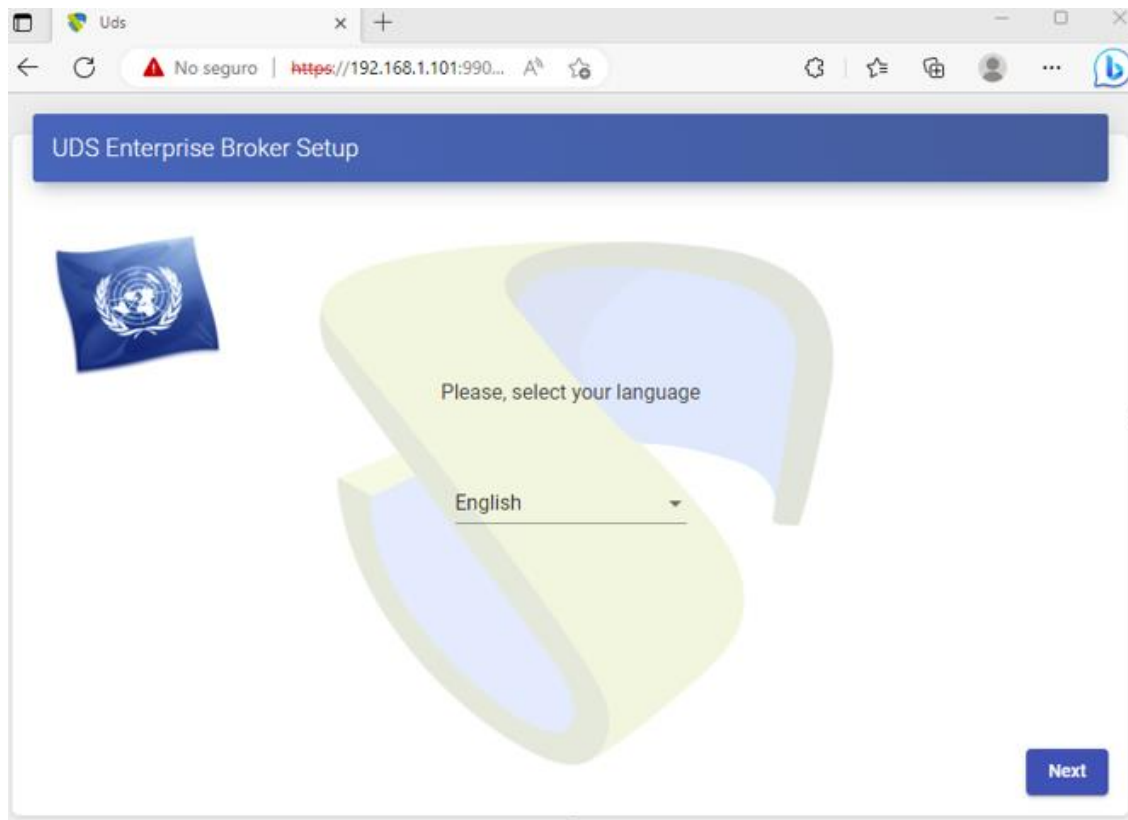 Uds
No seguro | https://192.168.1.101:990...
UDS Enterprise Broker Setup
Please, select your language
English
Next